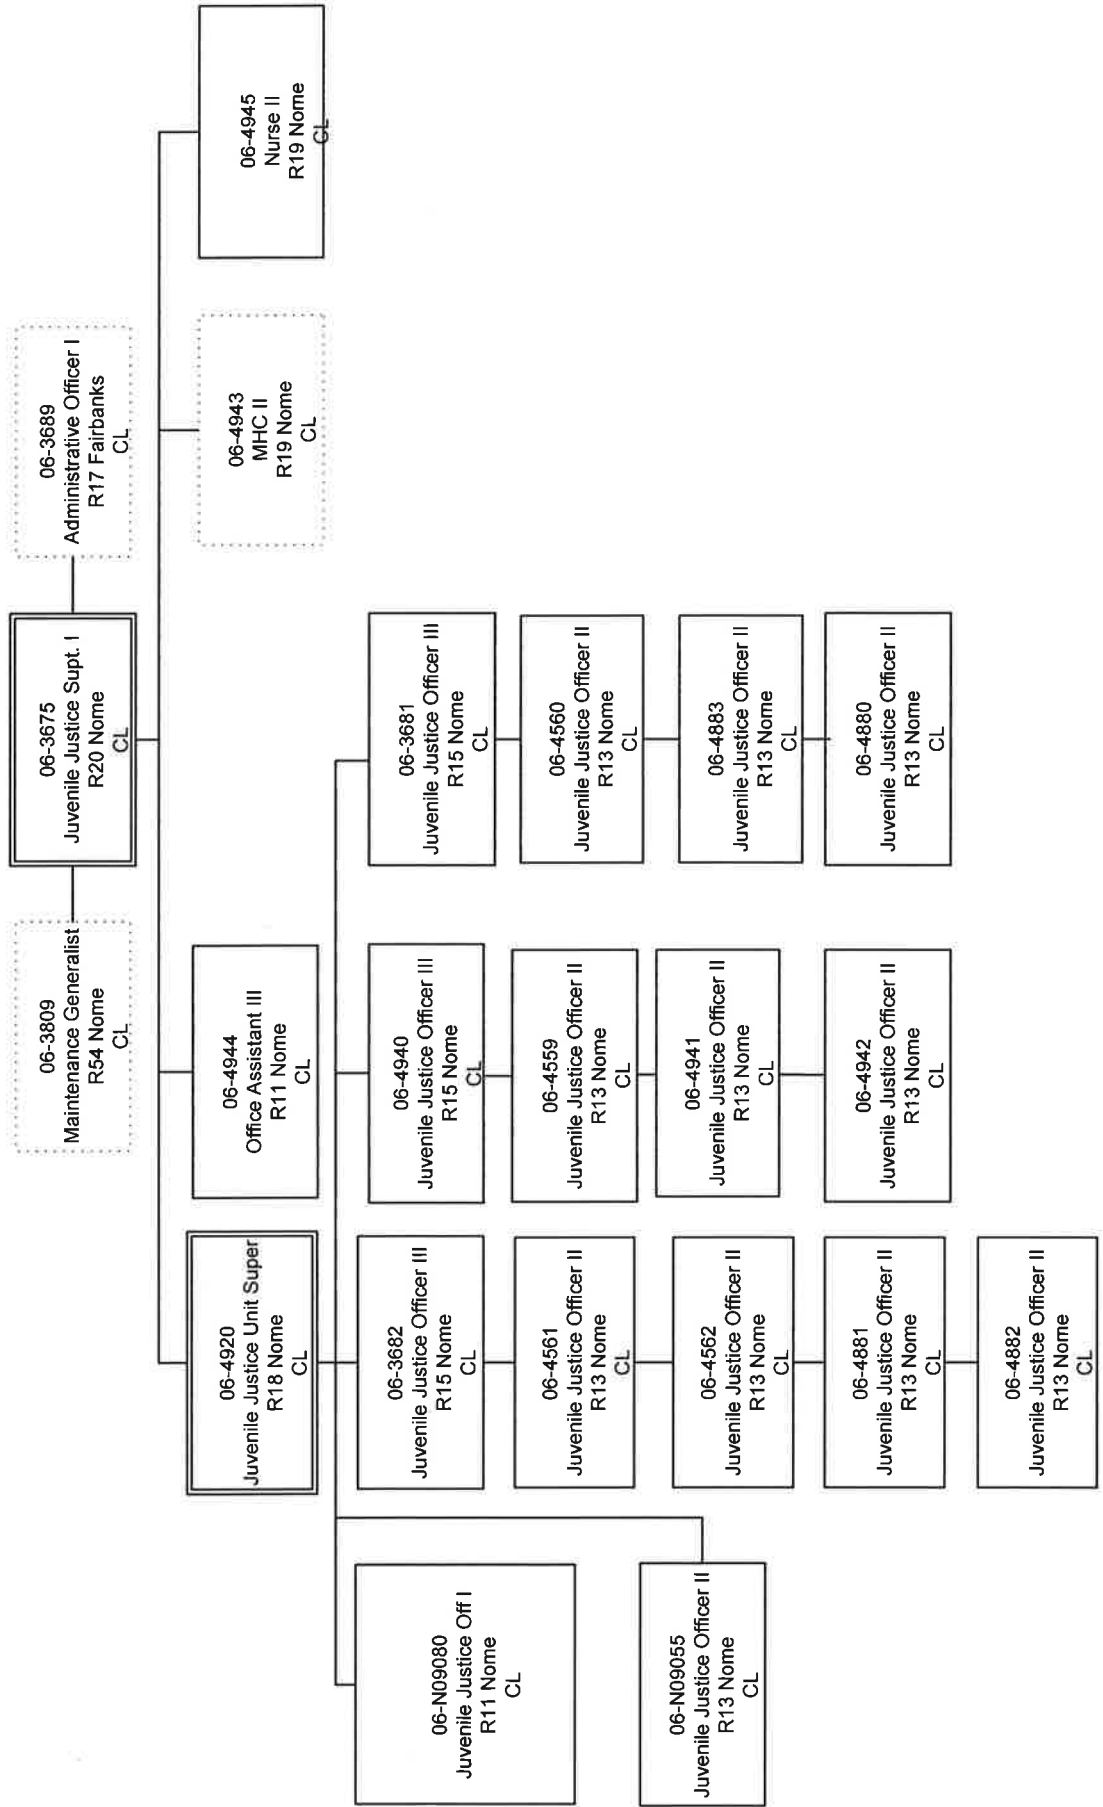 06-3809
Maintenance Generalist
R54 Nome
CL
06-3675
Juvenile Justice Supt. I
R20 Nome
CL
06-3689
Administrative Officer I
R17 Fairbanks
CL
06-4920
Juvenile Justice Unit Super
R18 Nome
CL
06-4944
Office Assistant III
R11 Nome
CL
06-4943
MHC II
R19 Nome
CL
06-4945
Nurse II
R19 Nome
CL
06-N09080
Juvenile Justice Off I
R11 Nome
CL
06-N09055
Juvenile Justice Officer II
R13 Nome
CL
06-3682
Juvenile Justice Officer III
R15 Nome
CL
06-4561
Juvenile Justice Officer II
R13 Nome
CL
06-4562
Juvenile Justice Officer II
R13 Nome
CL
06-4881
Juvenile Justice Officer II
R13 Nome
CL
06-4882
Juvenile Justice Officer II
R13 Nome
CL
06-4940
Juvenile Justice Officer III
R15 Nome
CL
06-4559
Juvenile Justice Officer II
R13 Nome
CL
06-4941
Juvenile Justice Officer II
R13 Nome
CL
06-4942
Juvenile Justice Officer II
R13 Nome
CL
06-3681
Juvenile Justice Officer III
R15 Nome
CL
06-4560
Juvenile Justice Officer II
R13 Nome
CL
06-4883
Juvenile Justice Officer II
R13 Nome
CL
06-4880
Juvenile Justice Officer II
R13 Nome
CL